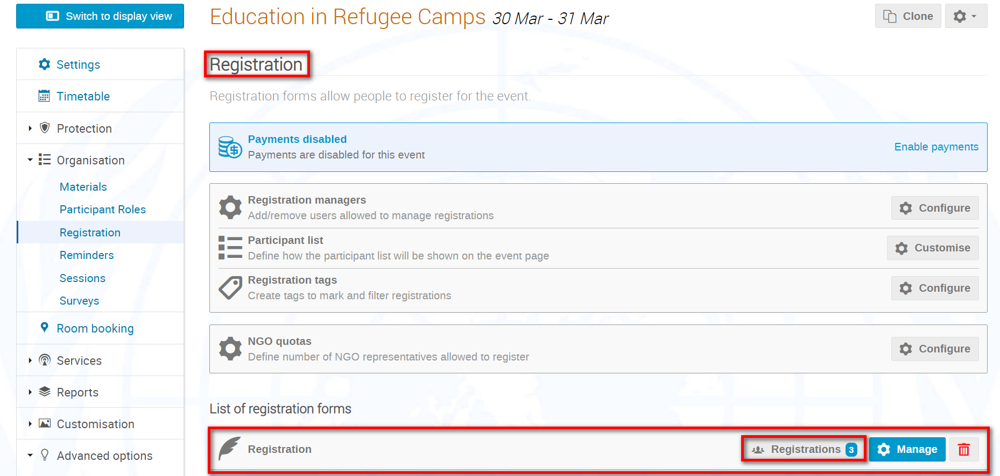 Switch to display view
Education in Refugee Camps 30 Mar - 31 Mar
Clone
Settings
Timetable
Protection
Organisation
Materials
Participant Roles
Registration
Reminders
Sessions
Surveys
Room booking
Services
Reports
Customisation
Advanced options
Registration
Registration forms allow people to register for the event.
Payments disabled
Payments are disabled for this event
Enable payments
Registration managers
Add/remove users allowed to manage registrations
Configure
Participant list
Define how the participant list will be shown on the event page
Customise
Registration tags
Create tags to mark and filter registrations
Configure
NGO quotas
Define number of NGO representatives allowed to register
Configure
List of registration forms
Registration
Registrations 3
Manage